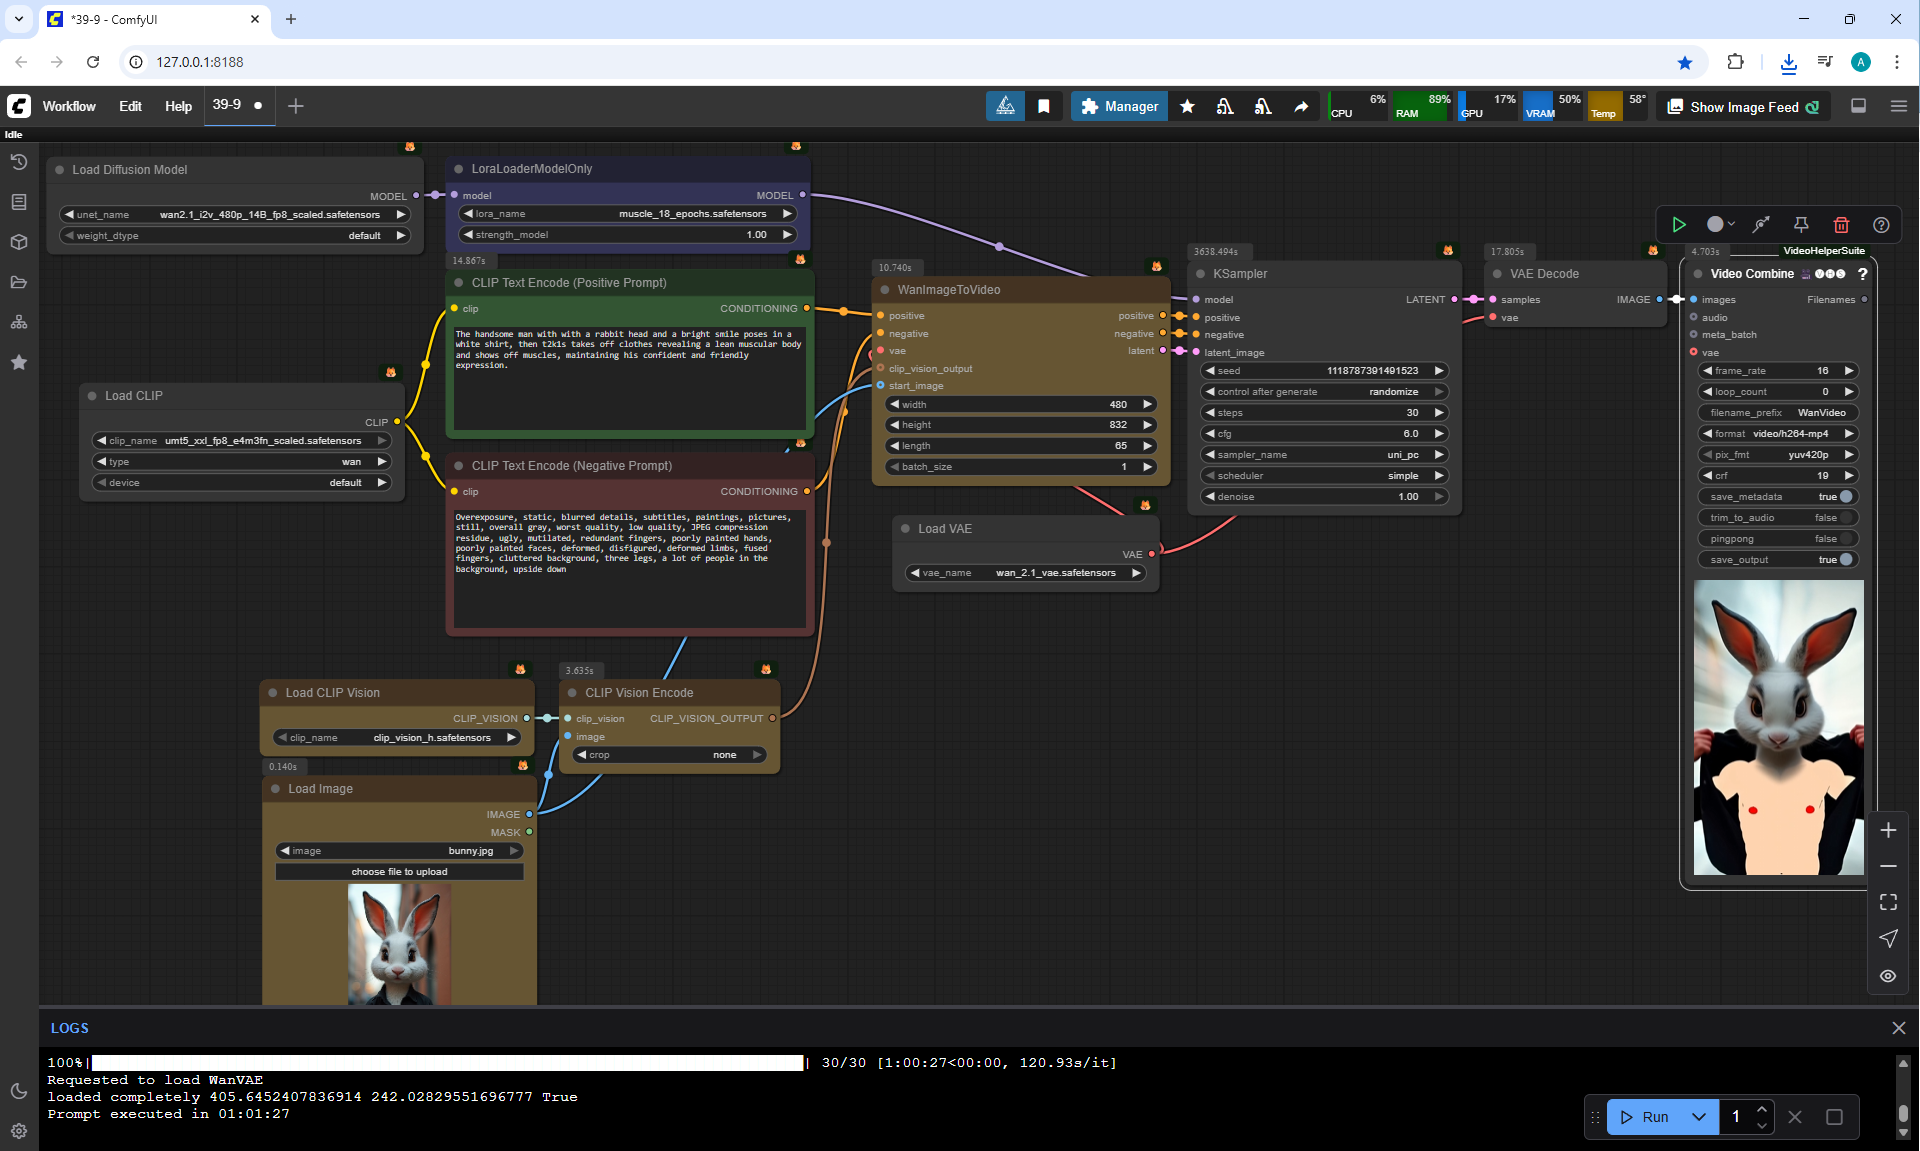 *39-9 - ComfyUI
127.0.0.1:8188
Workflow Edit Help 39-9
Manager
CPU 6%
RAM 89%
GPU 17%
VRAM 50%
Temp 58°
Show Image Feed
Idle
Load Diffusion Model
MODEL
unet_name wan2.1_i2v_480p_14B_fp8_scaled.safetensors
weight_dtype default
LoraLoaderModelOnly
model MODEL
lora_name muscle_18_epochs.safetensors
strength_model 1.00
14.867s
CLIP Text Encode (Positive Prompt)
clip CONDITIONING
The handsome man with with a rabbit head and a bright smile poses in a
white shirt, then t2k1s takes off clothes revealing a lean muscular body
and shows off muscles, maintaining his confident and friendly
expression.
Load CLIP
CLIP
clip_name umt5_xxl_fp8_e4m3fn_scaled.safetensors
type wan
device default
CLIP Text Encode (Negative Prompt)
clip CONDITIONING
Overexposure, static, blurred details, subtitles, paintings, pictures,
still, overall gray, worst quality, low quality, JPEG compression
residue, ugly, mutilated, redundant fingers, poorly painted hands,
poorly painted faces, deformed, disfigured, deformed limbs, fused
fingers, cluttered background, three legs, a lot of people in the
background, upside down
10.740s
WanImageToVideo
positive positive
negative negative
vae latent
clip_vision_output
start_image
width 480
height 832
length 65
batch_size 1
Load VAE
VAE
vae_name wan_2.1_vae.safetensors
3638.494s
KSampler
model LATENT
positive
negative
latent_image
seed 1118787391491523
control after generate randomize
steps 30
cfg 6.0
sampler_name uni_pc
scheduler simple
denoise 1.00
17.805s
VAE Decode
samples IMAGE
vae
4.703s VideoHelperSuite
Video Combine VHS ?
images Filenames
audio
meta_batch
vae
frame_rate 16
loop_count 0
filename_prefix WanVideo
format video/h264-mp4
pix_fmt yuv420p
crf 19
save_metadata true
trim_to_audio false
pingpong false
save_output true
Load CLIP Vision
CLIP_VISION
clip_name clip_vision_h.safetensors
3.635s
CLIP Vision Encode
clip_vision CLIP_VISION_OUTPUT
image
crop none
0.140s
Load Image
IMAGE
MASK
image bunny.jpg
choose file to upload
LOGS
100%| | 30/30 [1:00:27<00:00, 120.93s/it]
Requested to load WanVAE
loaded completely 405.6452407836914 242.02829551696777 True
Prompt executed in 01:01:27
Run 1
A